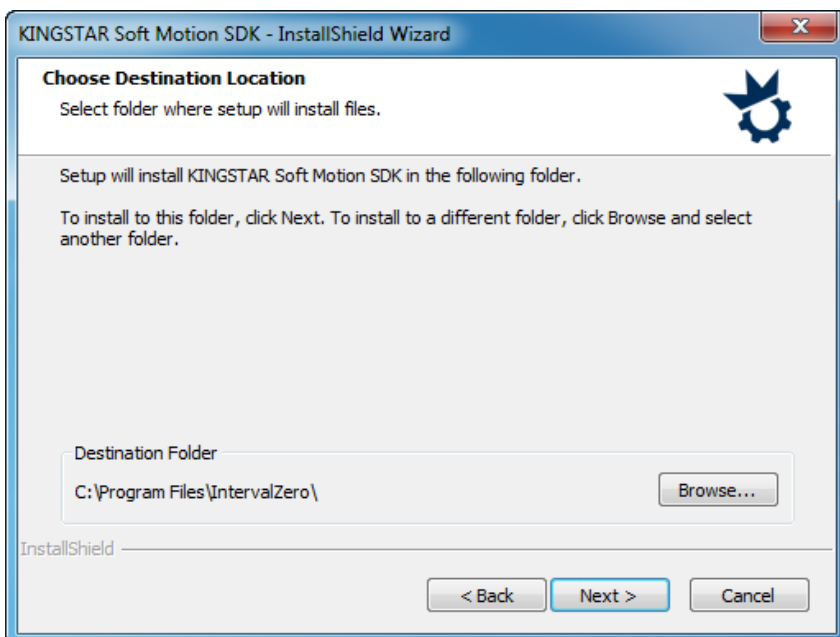 KINGSTAR Soft Motion SDK - InstallShield Wizard
Choose Destination Location
Select folder where setup will install files.
Setup will install KINGSTAR Soft Motion SDK in the following folder.
To install to this folder, click Next. To install to a different folder, click Browse and select
another folder.
Destination Folder
C:\Program Files\IntervalZero\
Browse...
InstallShield
< Back
Next >
Cancel